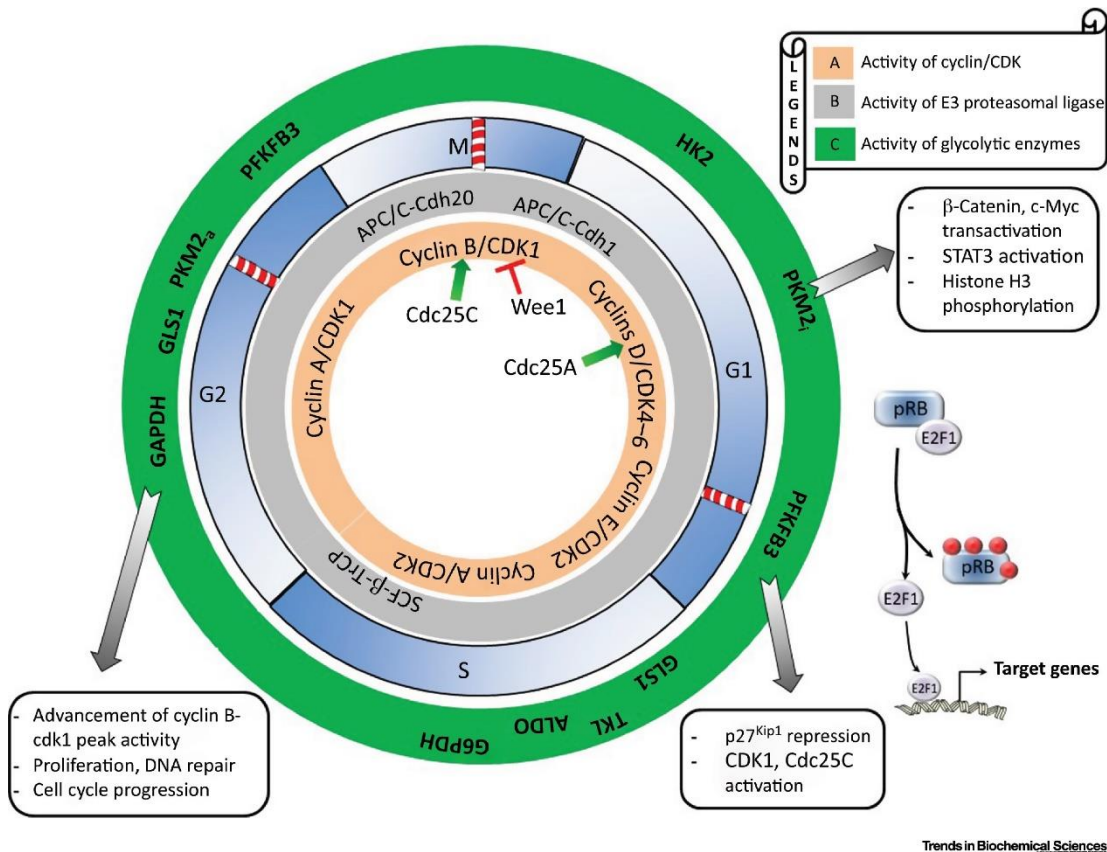 LEGENDS
A Activity of cyclin/CDK
B Activity of E3 proteasomal ligase
C Activity of glycolytic enzymes
PFKFB3
HK2
PKM2a
PKM2i
GLS1
GAPDH
PFKFB3
GLS1
TKL
ALDO
G6PDH
M
G1
S
G2
APC/C-Cdh20
APC/C-Cdh1
SCF-β-TrCP
Cyclin B/CDK1
Cyclins D/CDK4–6
Cyclin E/CDK2
Cyclin A/CDK2
Cyclin A/CDK1
Cdc25C
Wee1
Cdc25A
- β-Catenin, c-Myc
transactivation
- STAT3 activation
- Histone H3
phosphorylation
pRB
E2F1
pRB
E2F1
E2F1
Target genes
- Advancement of cyclin B-
cdk1 peak activity
- Proliferation, DNA repair
- Cell cycle progression
- p27Kip1 repression
- CDK1, Cdc25C
activation
Trends in Biochemical Sciences